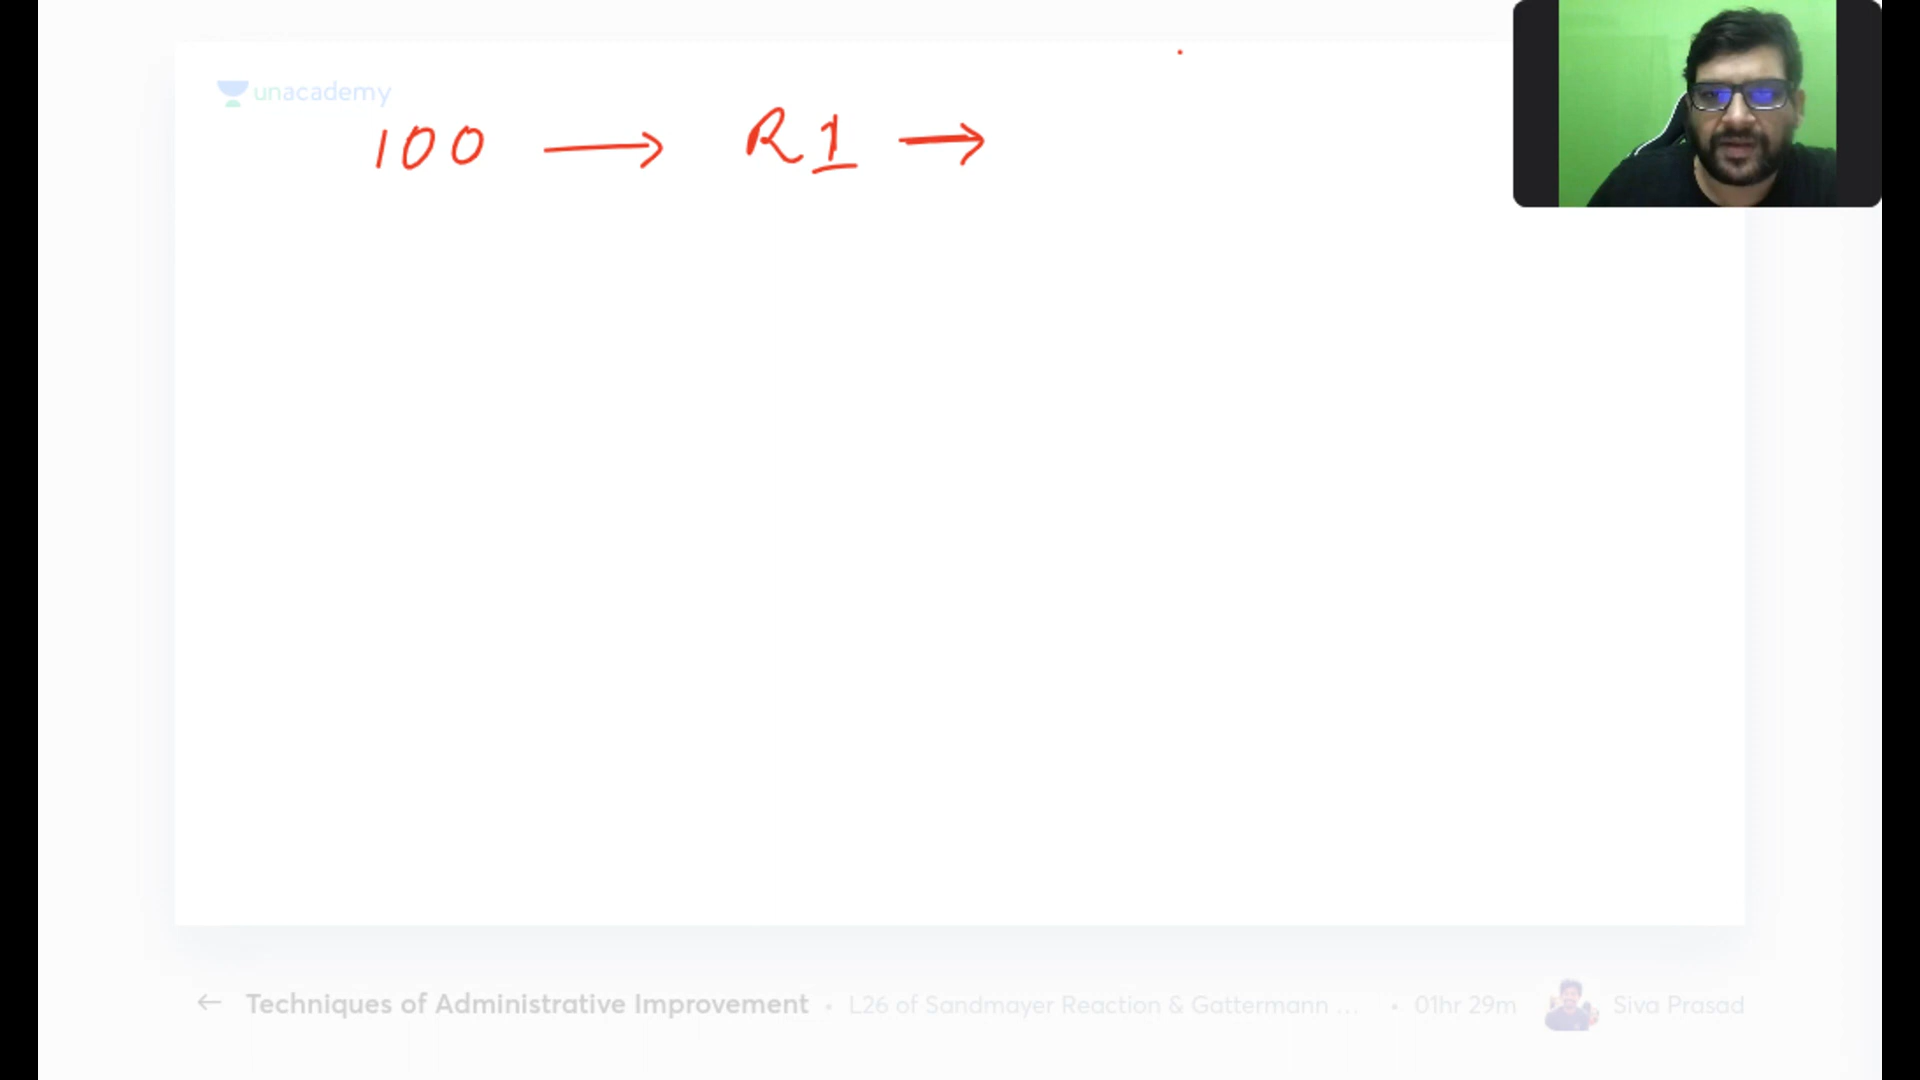 unacademy
100 → R1 →
← Techniques of Administrative Improvement • L26 of Sandmayer Reaction & Gattermann ... • 01hr 29m Siva Prasad